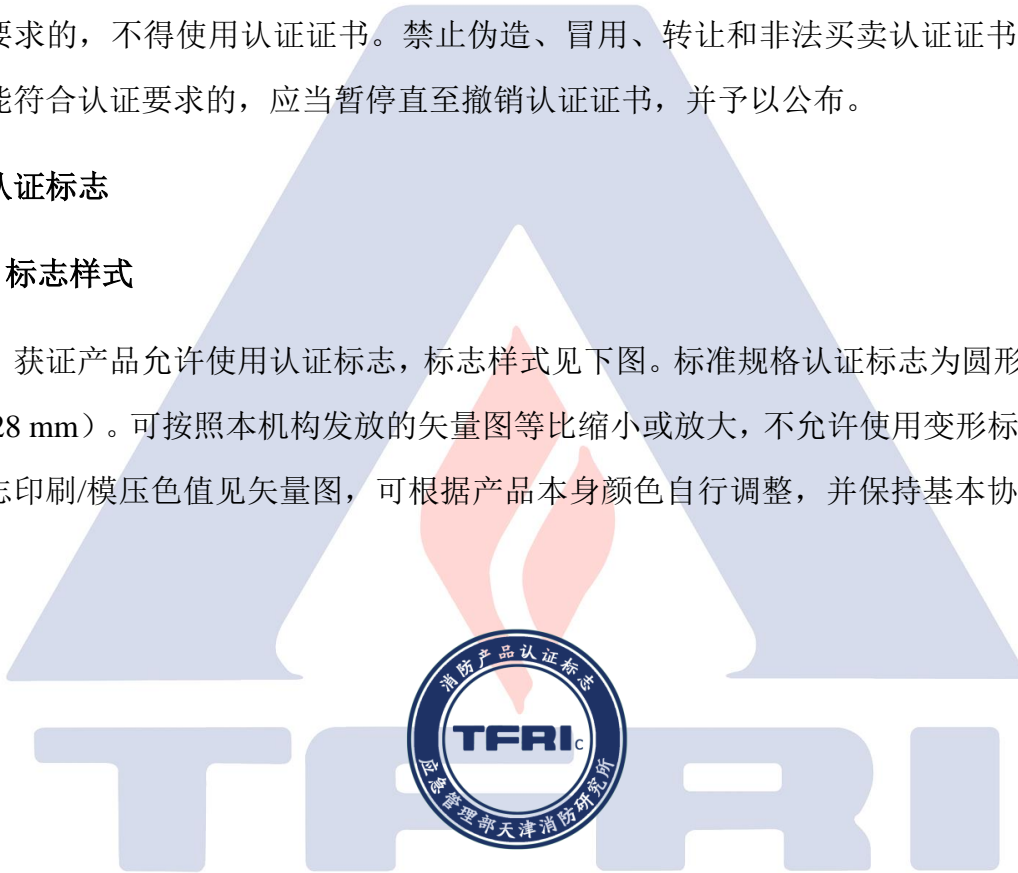 要求的，不得使用认证证书。禁止伪造、冒用、转让和非法买卖认证证书
能符合认证要求的，应当暂停直至撤销认证证书，并予以公布。
认证标志
标志样式
获证产品允许使用认证标志，标志样式见下图。标准规格认证标志为圆形
28 mm）。可按照本机构发放的矢量图等比缩小或放大，不允许使用变形标
志印刷/模压色值见矢量图，可根据产品本身颜色自行调整，并保持基本协
消防产品认证标志
TFRI c
应急管理部天津消防研究所
TFRI